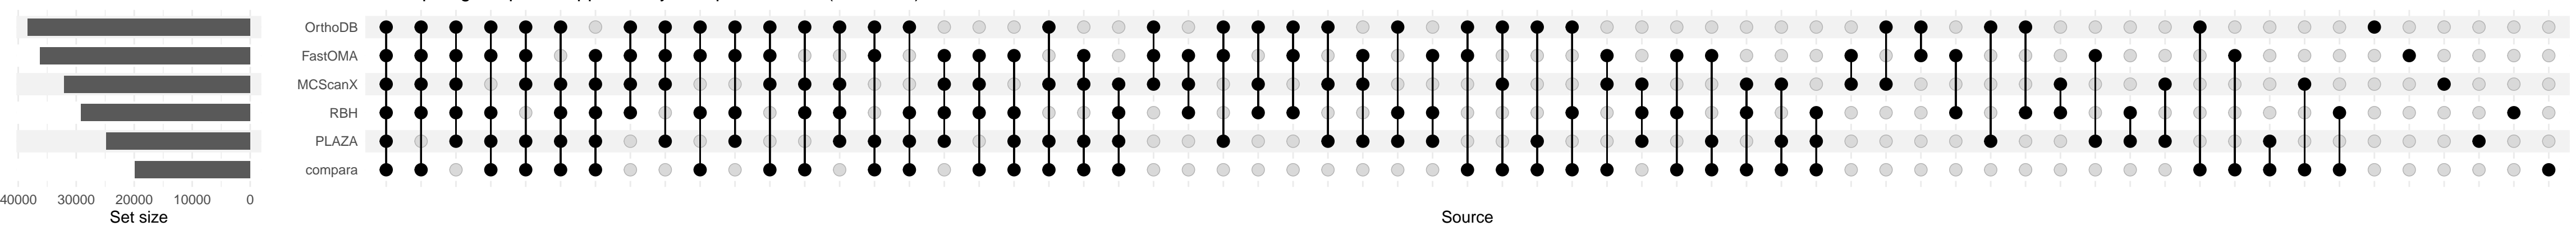 OrthoDB
FastOMA
MCScanX
RBH
PLAZA
compara
40000 30000 20000 10000 0
Set size
Source